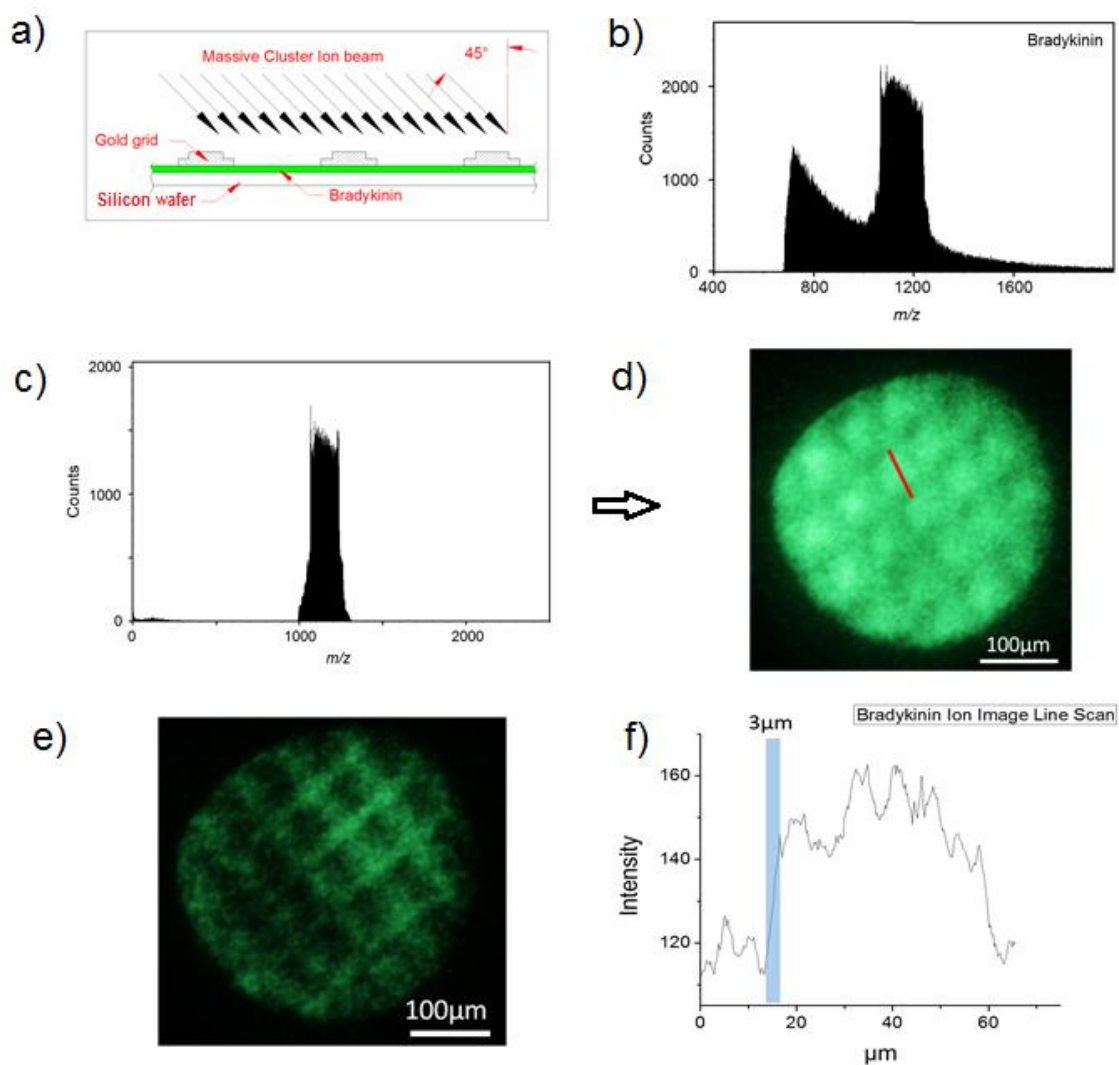 a)
Massive Cluster Ion beam
45°
Gold grid
Silicon wafer
Bradykinin
b)
Bradykinin
2000
1000
0
Counts
400
800
1200
1600
m/z
c)
2000
1000
0
Counts
0
1000
2000
m/z
d)
100µm
e)
100µm
f)
Bradykinin Ion Image Line Scan
3µm
160
140
120
Intensity
0
20
40
60
µm